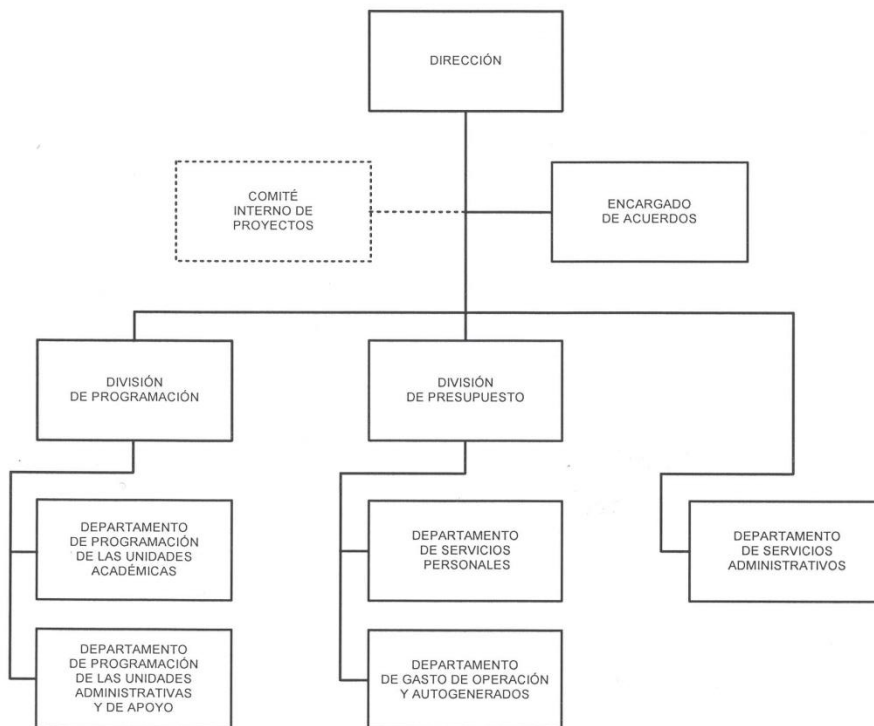 DIRECCIÓN
COMITÉ
INTERNO DE
PROYECTOS
ENCARGADO
DE ACUERDOS
DIVISIÓN
DE PROGRAMACIÓN
DIVISIÓN
DE PRESUPUESTO
DEPARTAMENTO
DE PROGRAMACIÓN
DE LAS UNIDADES
ACADÉMICAS
DEPARTAMENTO
DE SERVICIOS
PERSONALES
DEPARTAMENTO
DE SERVICIOS
ADMINISTRATIVOS
DEPARTAMENTO
DE PROGRAMACIÓN
DE LAS UNIDADES
ADMINISTRATIVAS
Y DE APOYO
DEPARTAMENTO
DE GASTO DE OPERACIÓN
Y AUTOGENERADOS